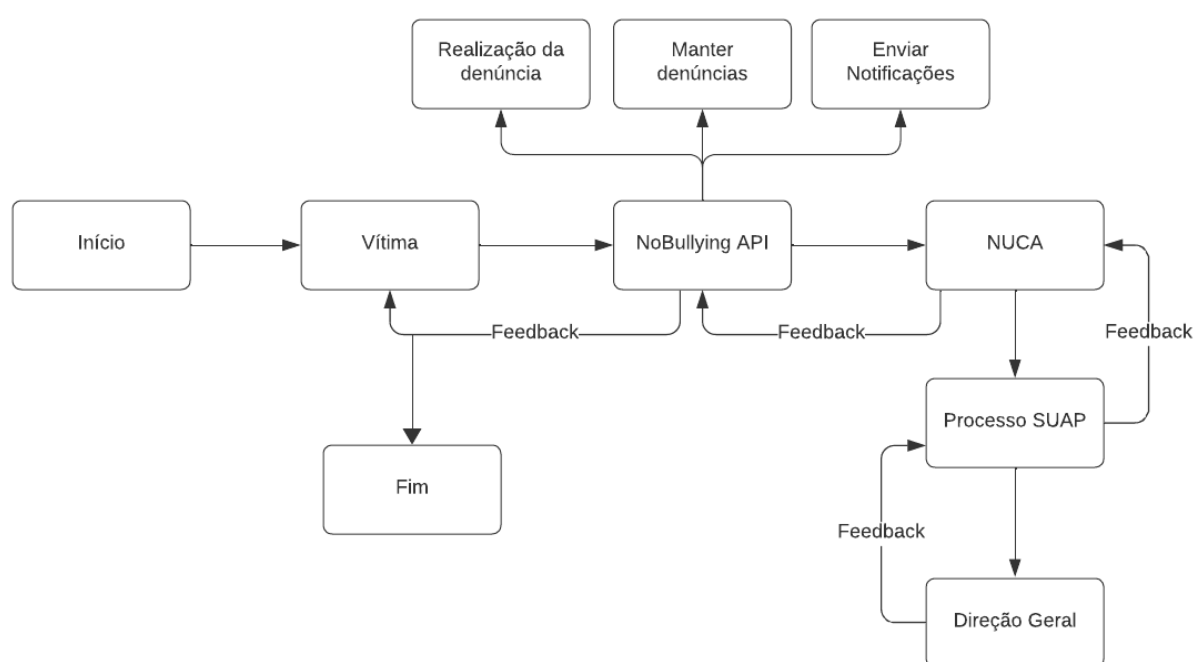 Realização da
denúncia
Manter
denúncias
Enviar
Notificações
Início
Vítima
NoBullying API
NUCA
Feedback
Feedback
Feedback
Processo SUAP
Fim
Feedback
Direção Geral